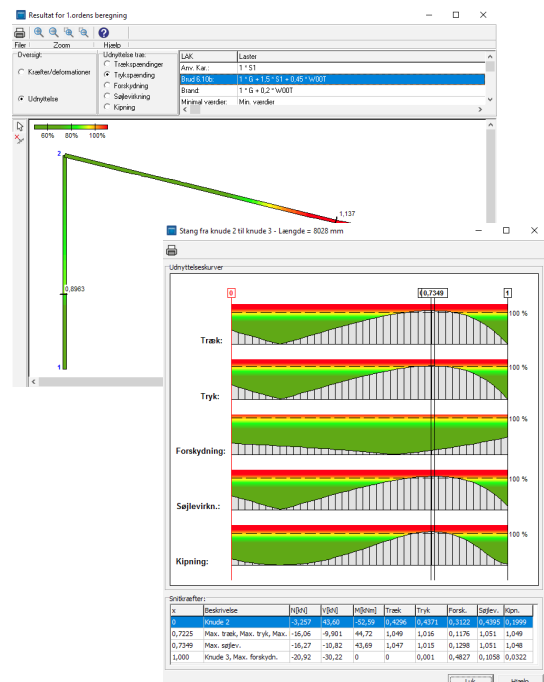 Resultat for 1.ordens beregning
Filer Zoom Hjælp
Oversigt:
Kræfter/deformationer
Udnyttelse
Udnyttelse træ:
Trækspændinger
Trykspænding
Forskydning
Søjlevirkning
Kipning
LAK Laster
Anv. Kar.: 1 * S1
Brud 6.10b: 1 * G + 1,5 * S1 + 0,45 * W00T
Brand: 1 * G + 0,2 * W00T
Minimal værdier: Min. værdier
60% 80% 100%
2
1,137
0,8963
1
Stang fra knude 2 til knude 3 - Længde = 8028 mm
Udnyttelseskurver
0 0,7349 1
100 %
Træk:
100 %
Tryk:
100 %
Forskydning:
100 %
Søjlevirkn.:
100 %
Kipning:
Snitkræfter:
x Beskrivelse N[kN] V[kN] M[kNm] Træk Tryk Forsk. Søjlev. Kipn.
0 Knude 2 -3,257 43,60 -52,59 0,4296 0,4371 0,3122 0,4395 0,1999
0,7225 Max. træk, Max. tryk, Max. -16,06 -9,901 44,72 1,049 1,016 0,1176 1,051 1,049
0,7349 Max. søjlev. -16,27 -10,82 43,69 1,047 1,015 0,1286 1,051 1,048
1,000 Knude 3, Max. forskydn. -20,92 -30,22 0 0 0,001 0,4827 0,1058 0,0322
Luk Hjælp